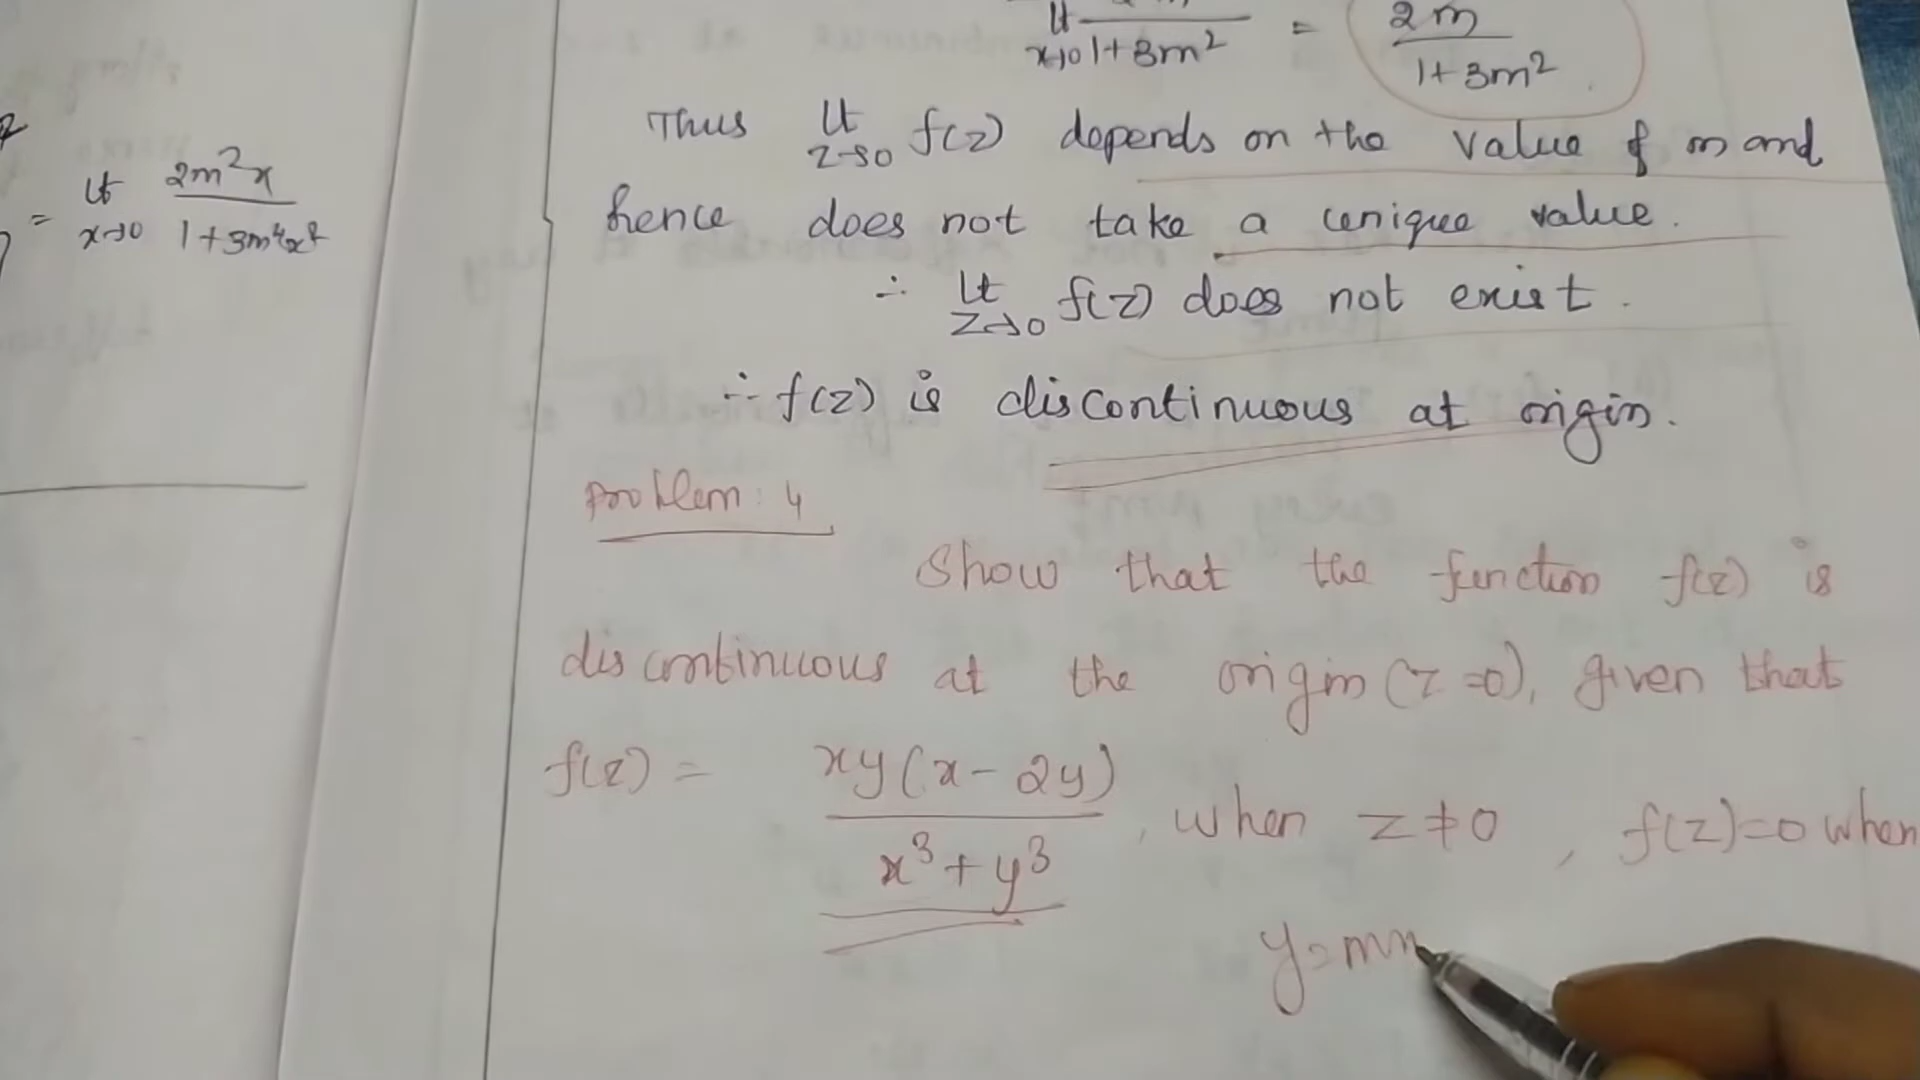 = lt x→0 2m²x / 1+3m⁴x²
lt x→0 / 1+3m² = 2m / 1+3m²
Thus lt z→0 f(z) depends on the value of m and
hence does not take a unique value.
∴ lt z→0 f(z) does not exist.
∴ f(z) is discontinuous at origin.
Problem: 4
Show that the function f(z) is
discontinuous at the origin (z=0), given that
f(z) = xy(x-2y) / x³+y³, when z≠0, f(z)=0 when
y=mx